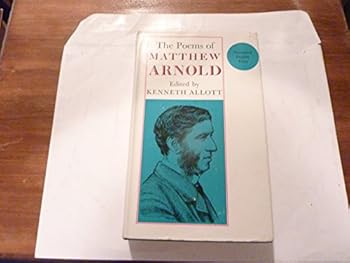 The Poems of
MATTHEW
ARNOLD
Edited by
KENNETH ALLOTT